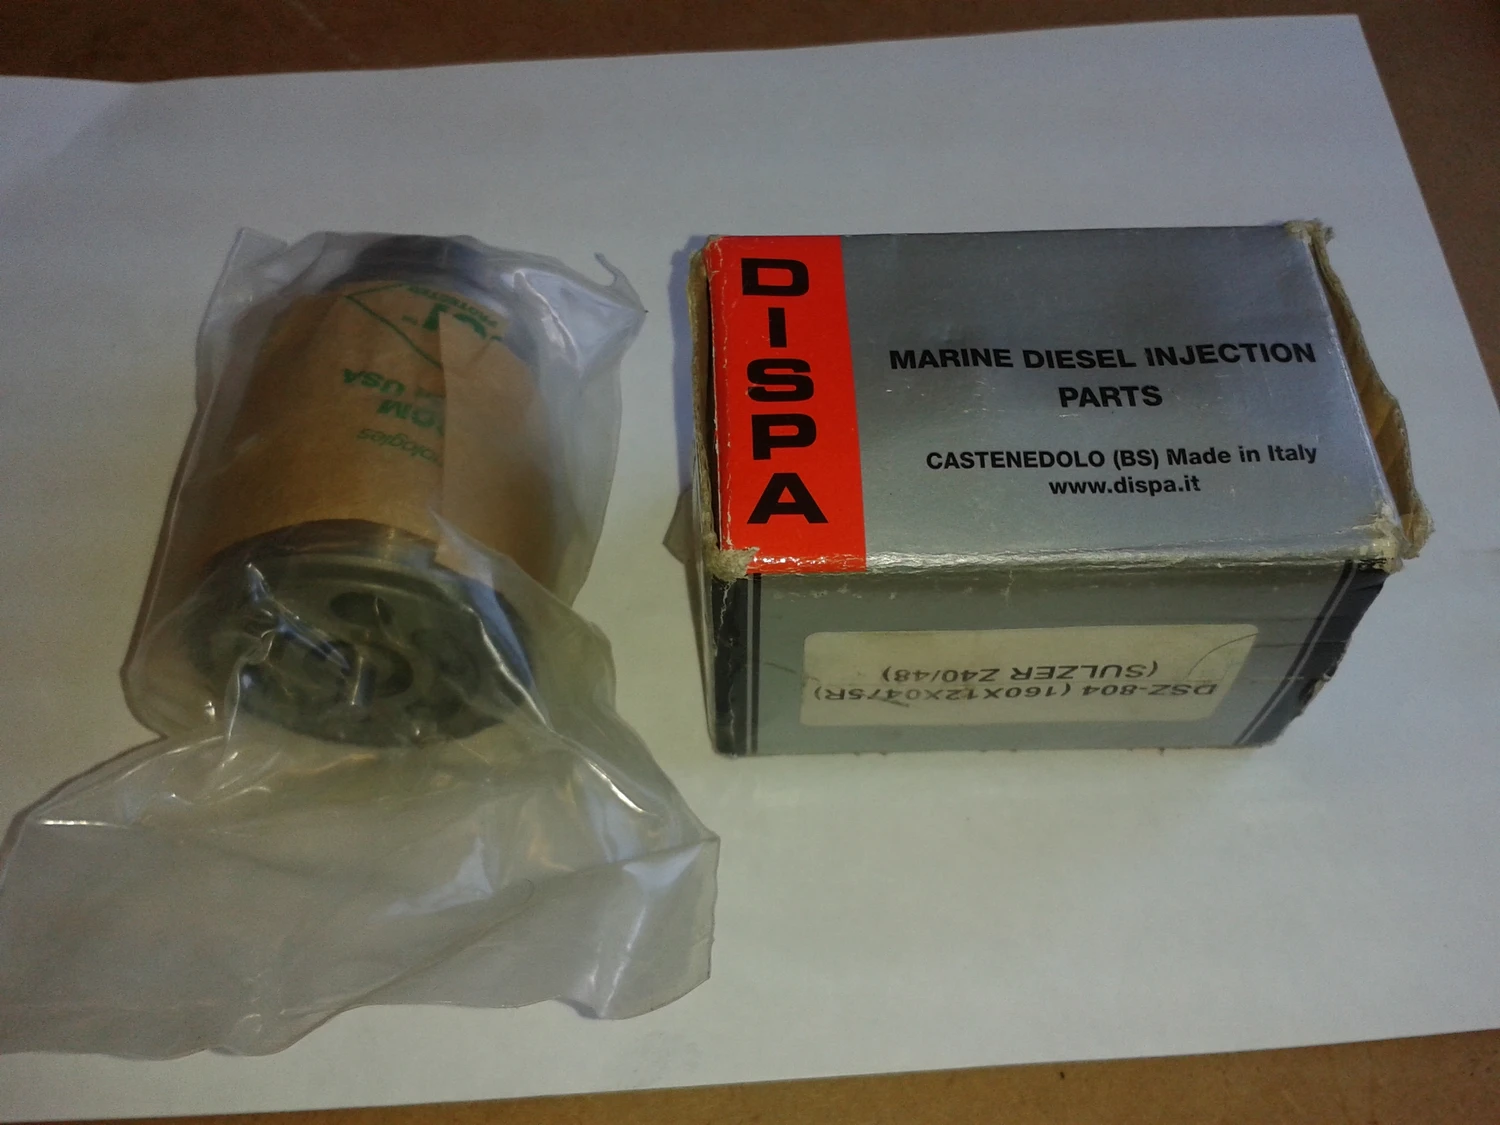 DISPA
MARINE DIESEL INJECTION
PARTS
CASTENEDOLO (BS) Made in Italy
www.dispa.it
DSZ-804 (160X12X0475R)
(SULZER Z40/48)
USA